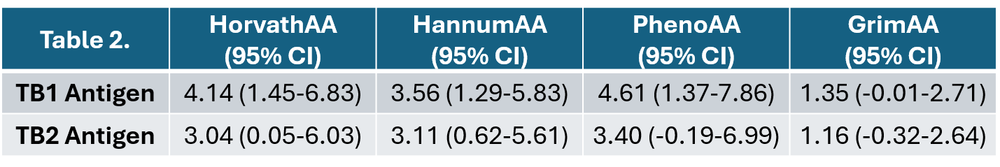 Table 2.
HorvathAA (95% CI)
HannumAA (95% CI)
PhenoAA (95% CI)
GrimAA (95% CI)
TB1 Antigen 4.14 (1.45-6.83) 3.56 (1.29-5.83) 4.61 (1.37-7.86) 1.35 (-0.01-2.71)
TB2 Antigen 3.04 (0.05-6.03) 3.11 (0.62-5.61) 3.40 (-0.19-6.99) 1.16 (-0.32-2.64)